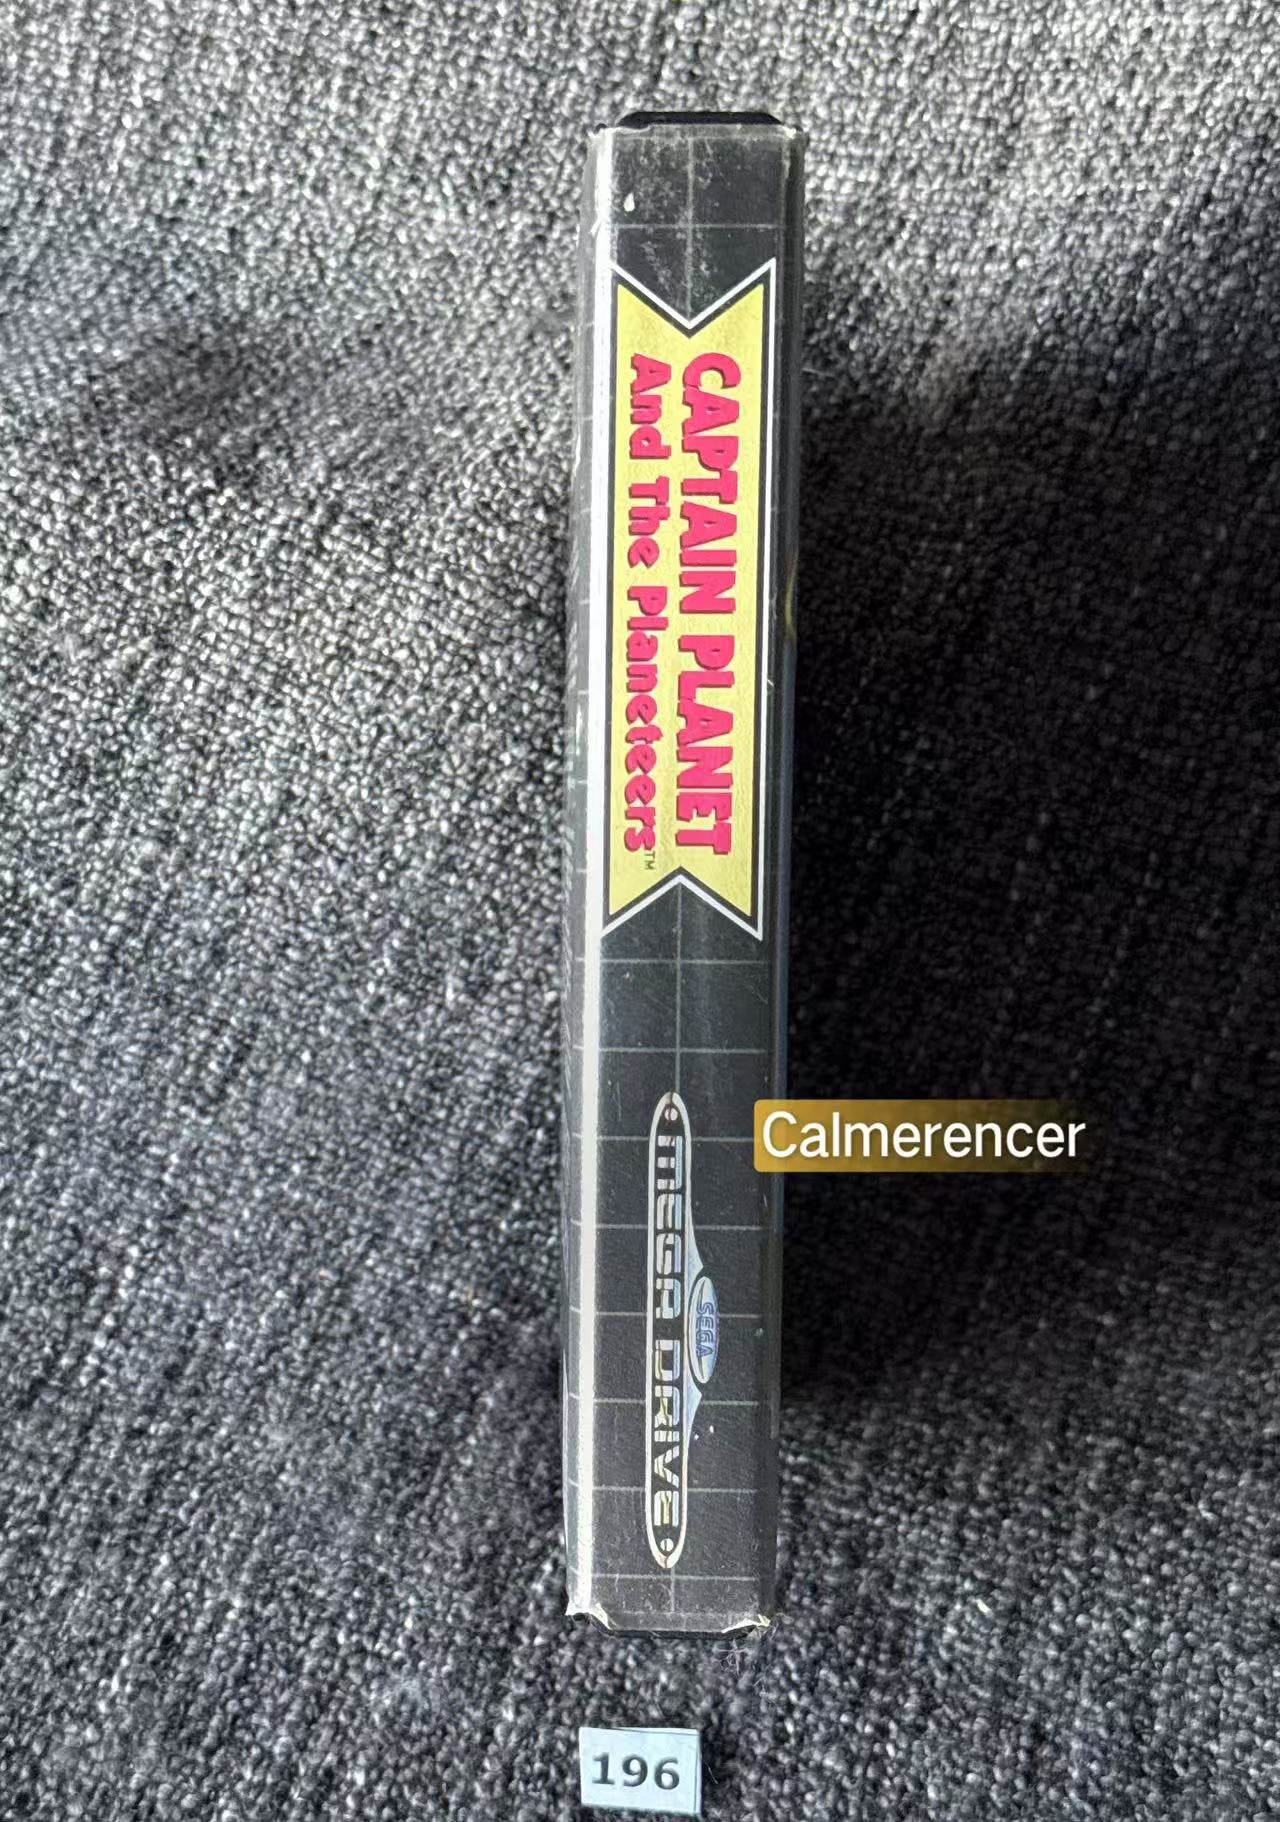 CAPTAIN PLANET
And The Planeteers™
SEGA
MEGA DRIVE
Calmerencer
196